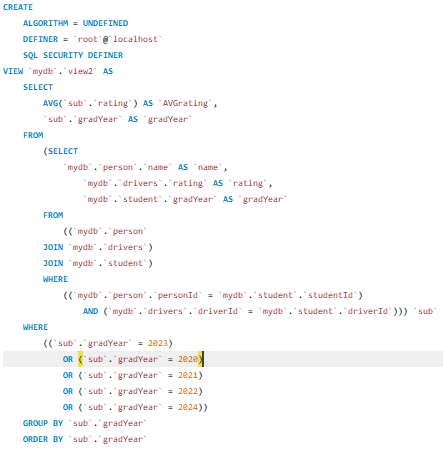 CREATE
    ALGORITHM = UNDEFINED
    DEFINER = `root`@`localhost`
    SQL SECURITY DEFINER
VIEW `mydb`.`view2` AS
    SELECT
        AVG(`sub`.`rating`) AS `AVGrating`,
        `sub`.`gradYear` AS `gradYear`
    FROM
        (SELECT
            `mydb`.`person`.`name` AS `name`,
                `mydb`.`drivers`.`rating` AS `rating`,
                `mydb`.`student`.`gradYear` AS `gradYear`
        FROM
            ((`mydb`.`person`
        JOIN `mydb`.`drivers`)
        JOIN `mydb`.`student`)
        WHERE
            ((`mydb`.`person`.`personId` = `mydb`.`student`.`studentId`)
                AND (`mydb`.`drivers`.`driverId` = `mydb`.`student`.`driverId`))) `sub`
    WHERE
        ((`sub`.`gradYear` = 2023)
            OR (`sub`.`gradYear` = 2020)
            OR (`sub`.`gradYear` = 2021)
            OR (`sub`.`gradYear` = 2022)
            OR (`sub`.`gradYear` = 2024))
    GROUP BY `sub`.`gradYear`
    ORDER BY `sub`.`gradYear`